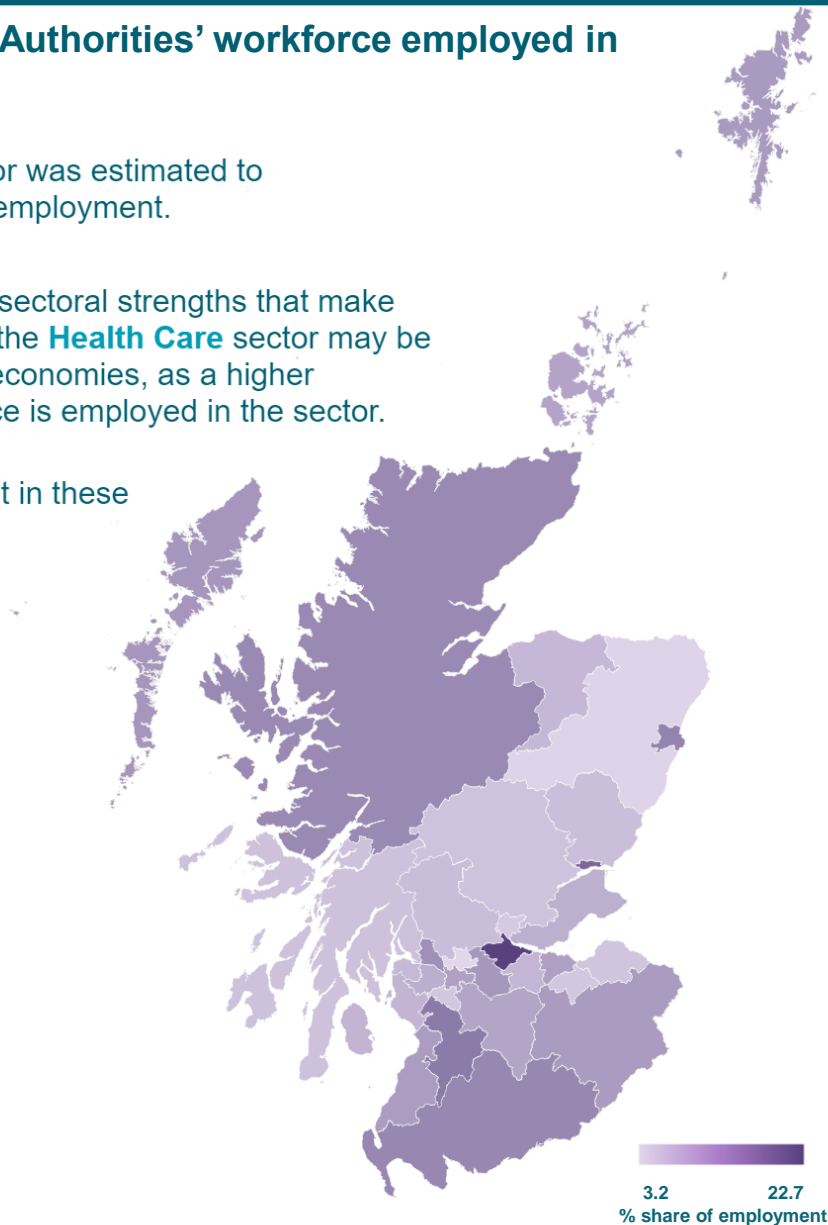 Authorities’ workforce employed in
or was estimated to
employment.
sectoral strengths that make
the Health Care sector may be
economies, as a higher
ce is employed in the sector.
t in these
3.2 22.7
% share of employment